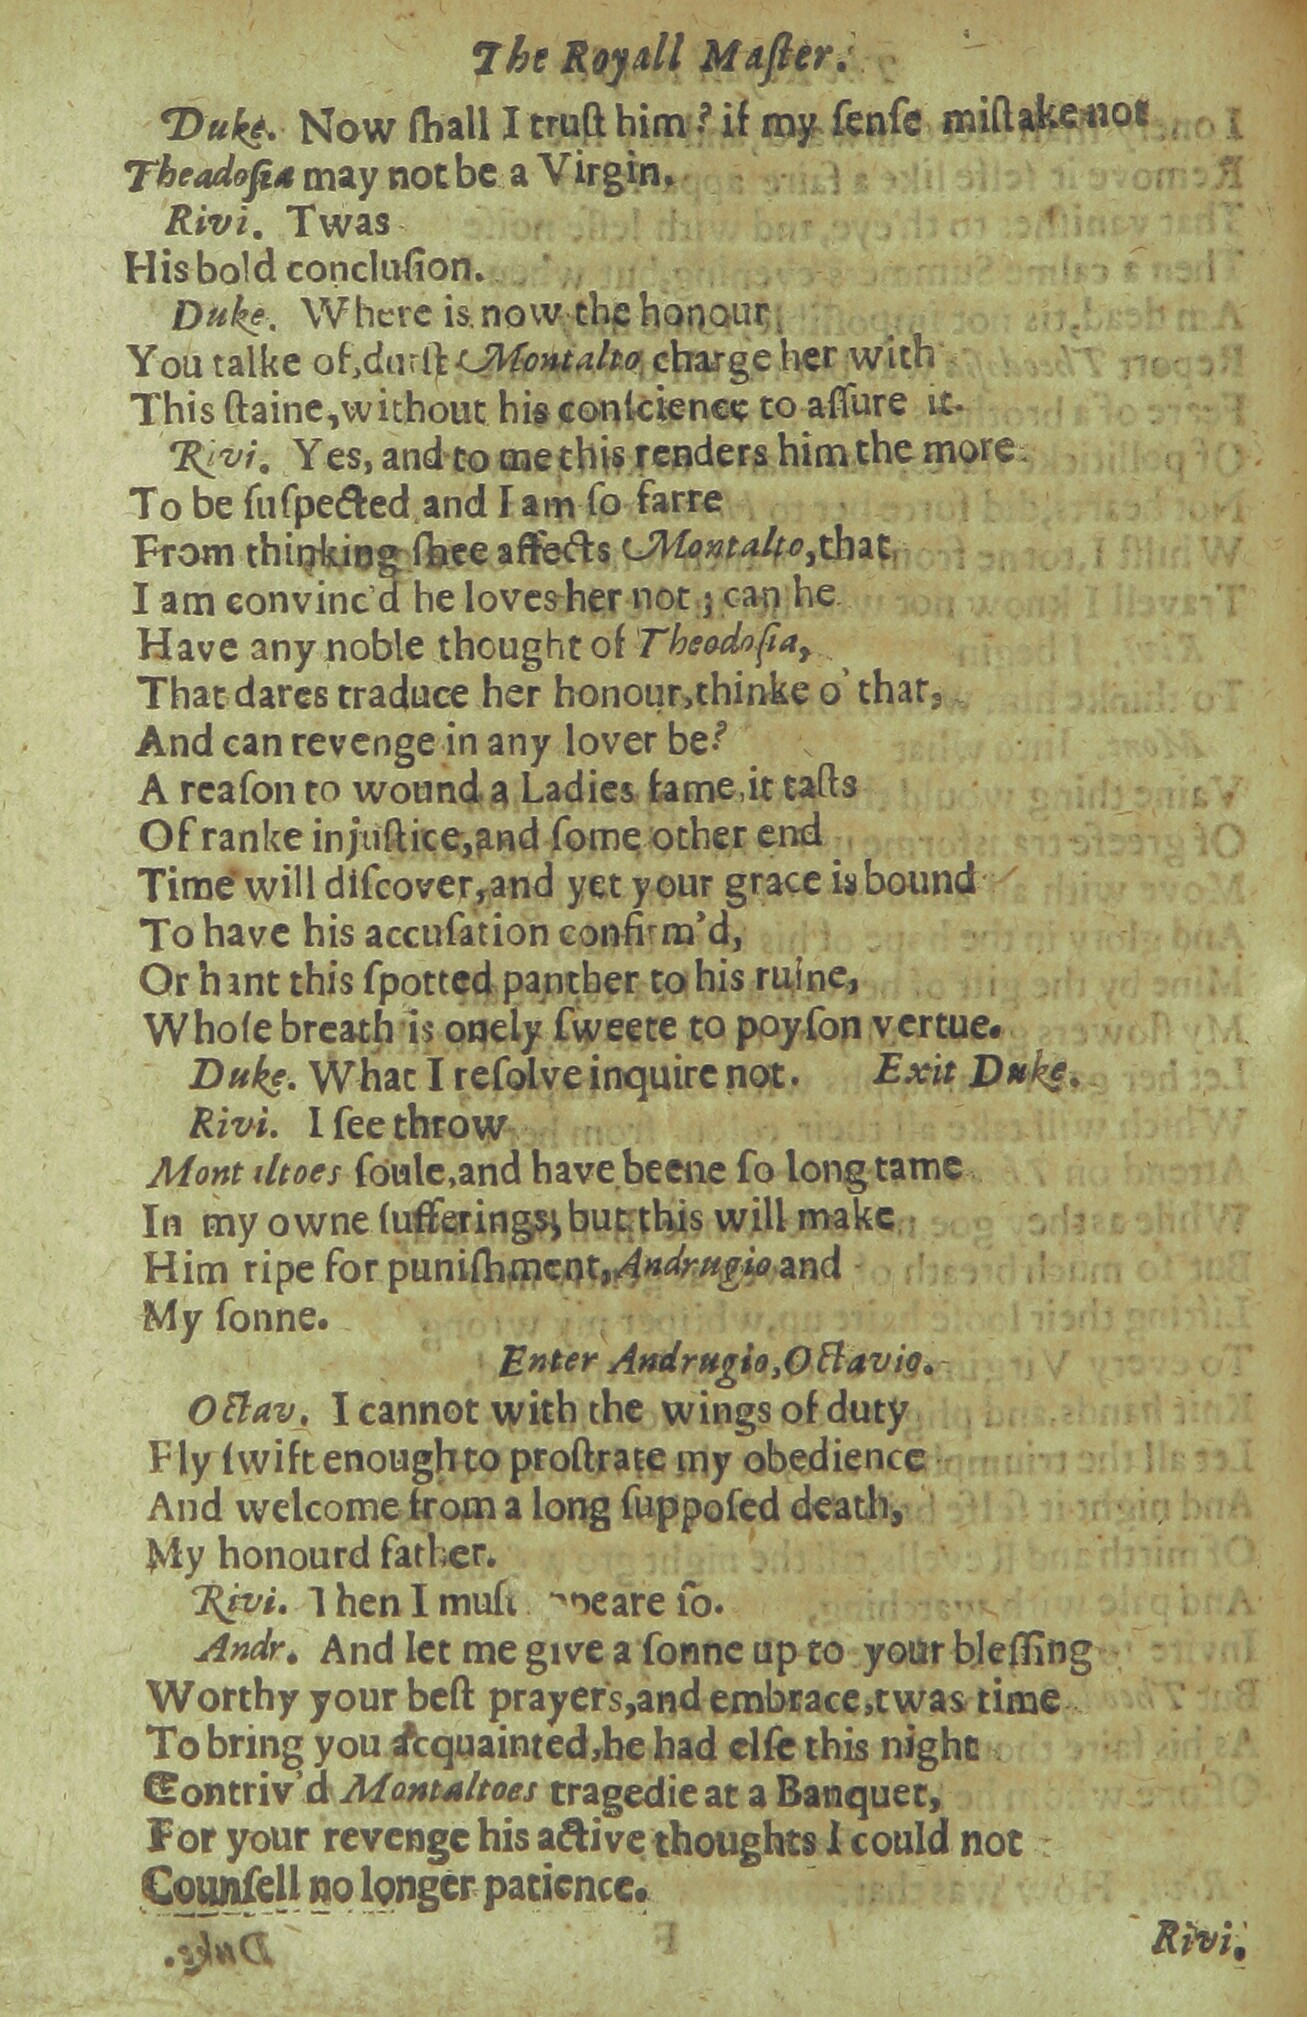 The Royall Maſter.
Duke. Now ſhall I truſt him? if my ſenſe miſtake not
Theadoſia may not be a Virgin.
Rivi. Twas
His bold concluſion.
Duke. Where is now the honour
You talke of, durſt Montalto charge her with
This ſtaine, without his conſcience to aſſure it.
Rivi. Yes, and to me this renders him the more
To be ſuſpected and I am ſo farre
From thinking ſhee affects Montalto, that
I am convinc'd he loves her not; can he
Have any noble thought of Theodoſia,
That dares traduce her honour, thinke o' that,
And can revenge in any lover be?
A reaſon to wound a Ladies fame, it taſts
Of ranke injuſtice, and ſome other end
Time will diſcover, and yet your grace is bound
To have his accuſation confirm'd,
Or hunt this ſpotted panther to his ruine,
Whoſe breath is onely ſweete to poyſon vertue.
Duke. What I reſolve inquire not. Exit Duke.
Rivi. I ſee throw
Montaltoes ſoule, and have beene ſo long tame
In my owne ſufferings; but this will make
Him ripe for puniſhment, Andrugio and
My ſonne.
Enter Andrugio, Octavio.
Octav. I cannot with the wings of duty
Fly ſwift enough to proſtrate my obedience
And welcome from a long ſuppoſed death,
My honourd father.
Rivi. Then I muſt appeare ſo.
Andr. And let me give a ſonne up to your bleſſing
Worthy your beſt prayers, and embrace, twas time
To bring you acquainted, he had elſe this night
Contriv'd Montaltoes tragedie at a Banquet,
For your revenge his active thoughts I could not
Counſell no longer patience.
Rivi.